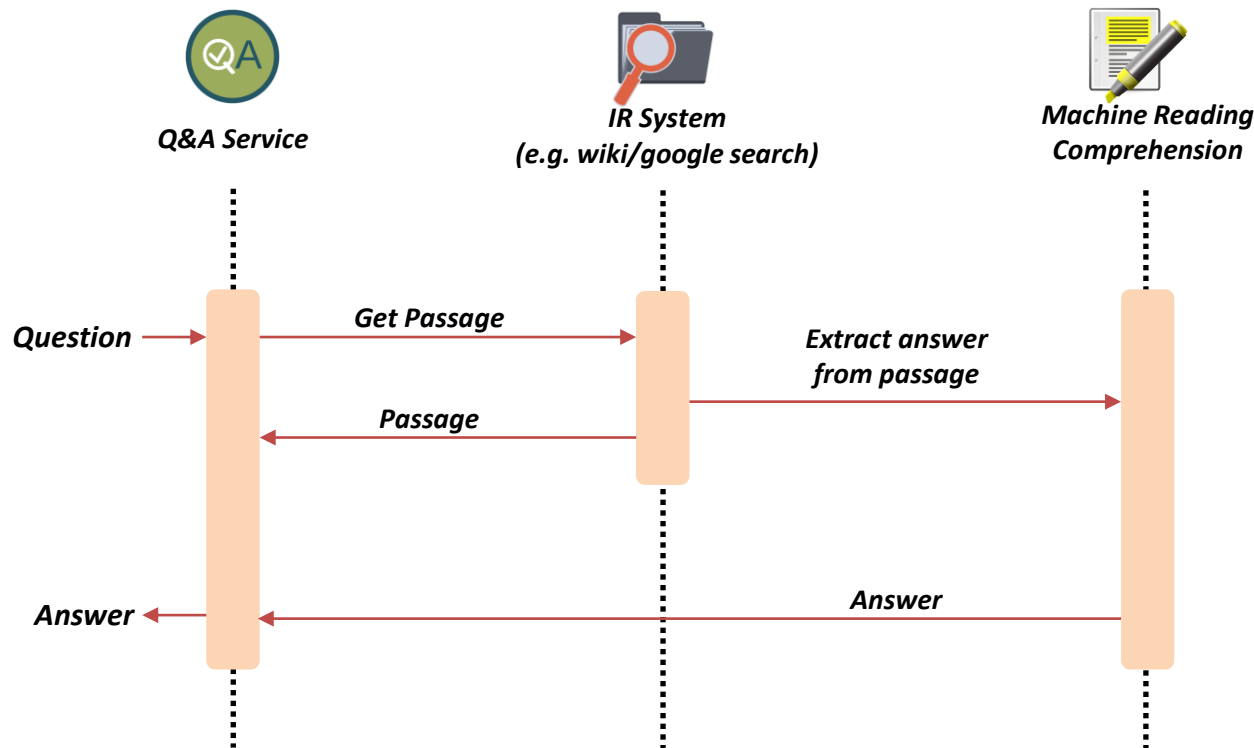 QA
Q&A Service
IR System
(e.g. wiki/google search)
Machine Reading
Comprehension
Question
Get Passage
Extract answer
from passage
Passage
Answer
Answer